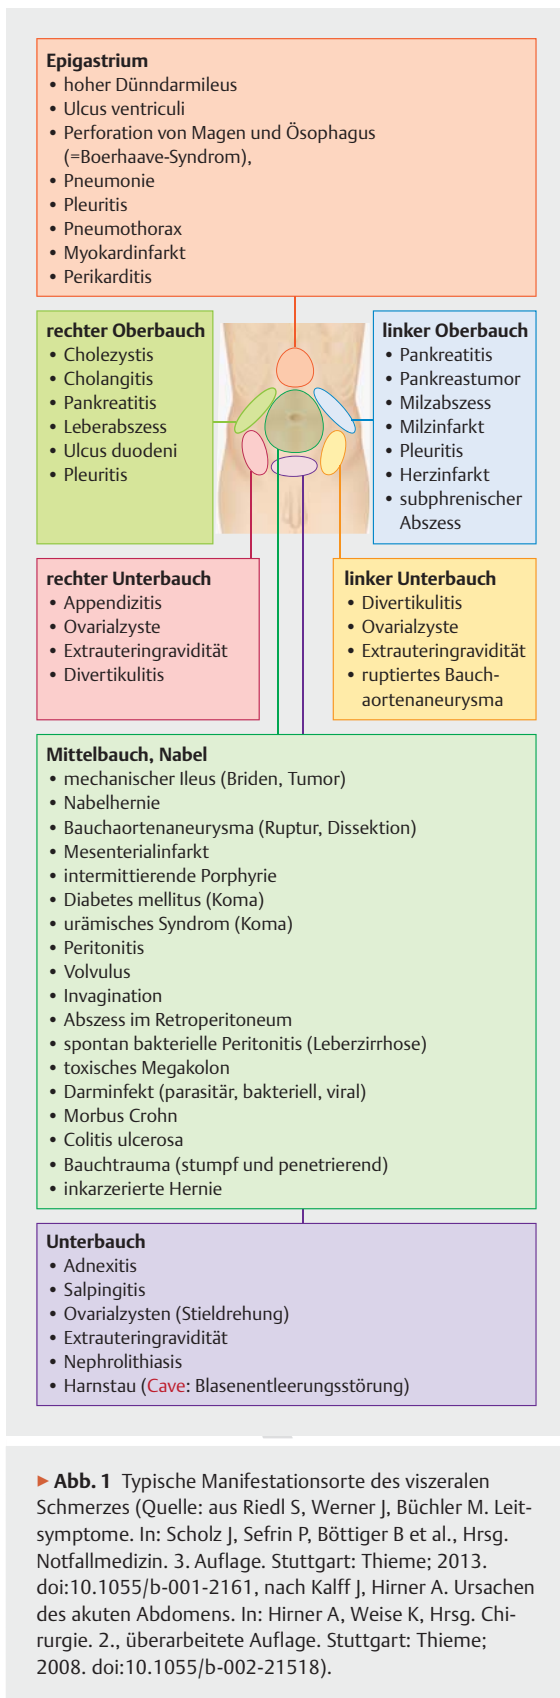 Epigastrium
• hoher Dünndarmileus
• Ulcus ventriculi
• Perforation von Magen und Ösophagus
(=Boerhaave-Syndrom),
• Pneumonie
• Pleuritis
• Pneumothorax
• Myokardinfarkt
• Perikarditis
rechter Oberbauch
• Cholezystis
• Cholangitis
• Pankreatitis
• Leberabszess
• Ulcus duodeni
• Pleuritis
linker Oberbauch
• Pankreatitis
• Pankreastumor
• Milzabszess
• Milzinfarkt
• Pleuritis
• Herzinfarkt
• subphrenischer
Abszess
rechter Unterbauch
• Appendizitis
• Ovarialzyste
• Extrauteringravidität
• Divertikulitis
linker Unterbauch
• Divertikulitis
• Ovarialzyste
• Extrauteringravidität
• ruptiertes Bauch-
aortenaneurysma
Mittelbauch, Nabel
• mechanischer Ileus (Briden, Tumor)
• Nabelhernie
• Bauchaortenaneurysma (Ruptur, Dissektion)
• Mesenterialinfarkt
• intermittierende Porphyrie
• Diabetes mellitus (Koma)
• urämisches Syndrom (Koma)
• Peritonitis
• Volvulus
• Invagination
• Abszess im Retroperitoneum
• spontan bakterielle Peritonitis (Leberzirrhose)
• toxisches Megakolon
• Darminfekt (parasitär, bakteriell, viral)
• Morbus Crohn
• Colitis ulcerosa
• Bauchtrauma (stumpf und penetrierend)
• inkarzerierte Hernie
Unterbauch
• Adnexitis
• Salpingitis
• Ovarialzysten (Stieldrehung)
• Extrauteringravidität
• Nephrolithiasis
• Harnstau (Cave: Blasenentleerungsstörung)
► Abb. 1 Typische Manifestationsorte des viszeralen
Schmerzes (Quelle: aus Riedl S, Werner J, Büchler M. Leit-
symptome. In: Scholz J, Sefrin P, Böttiger B et al., Hrsg.
Notfallmedizin. 3. Auflage. Stuttgart: Thieme; 2013.
doi:10.1055/b-001-2161, nach Kalff J, Hirner A. Ursachen
des akuten Abdomens. In: Hirner A, Weise K, Hrsg. Chi-
rurgie. 2., überarbeitete Auflage. Stuttgart: Thieme;
2008. doi:10.1055/b-002-21518).